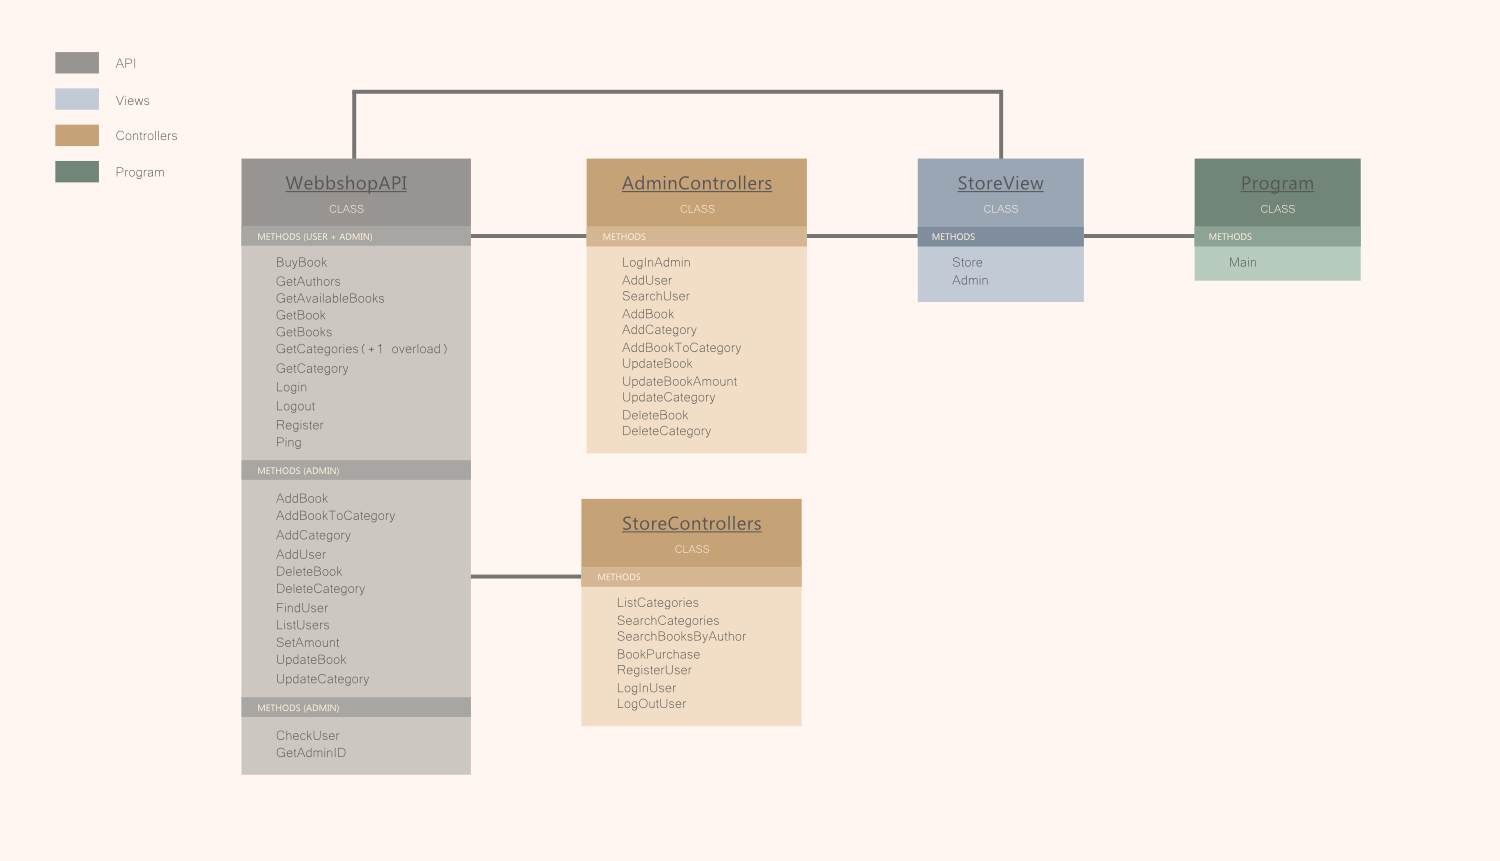 API
Views
Controllers
Program
WebbshopAPI
CLASS
METHODS (USER + ADMIN)
BuyBook
GetAuthors
GetAvailableBooks
GetBook
GetBooks
GetCategories ( + 1 overload )
GetCategory
Login
Logout
Register
Ping
METHODS (ADMIN)
AddBook
AddBookToCategory
AddCategory
AddUser
DeleteBook
DeleteCategory
FindUser
ListUsers
SetAmount
UpdateBook
UpdateCategory
METHODS (ADMIN)
CheckUser
GetAdminID
AdminControllers
CLASS
METHODS
LogInAdmin
AddUser
SearchUser
AddBook
AddCategory
AddBookToCategory
UpdateBook
UpdateBookAmount
UpdateCategory
DeleteBook
DeleteCategory
StoreControllers
CLASS
METHODS
ListCategories
SearchCategories
SearchBooksByAuthor
BookPurchase
RegisterUser
LogInUser
LogOutUser
StoreView
CLASS
METHODS
Store
Admin
Program
CLASS
METHODS
Main